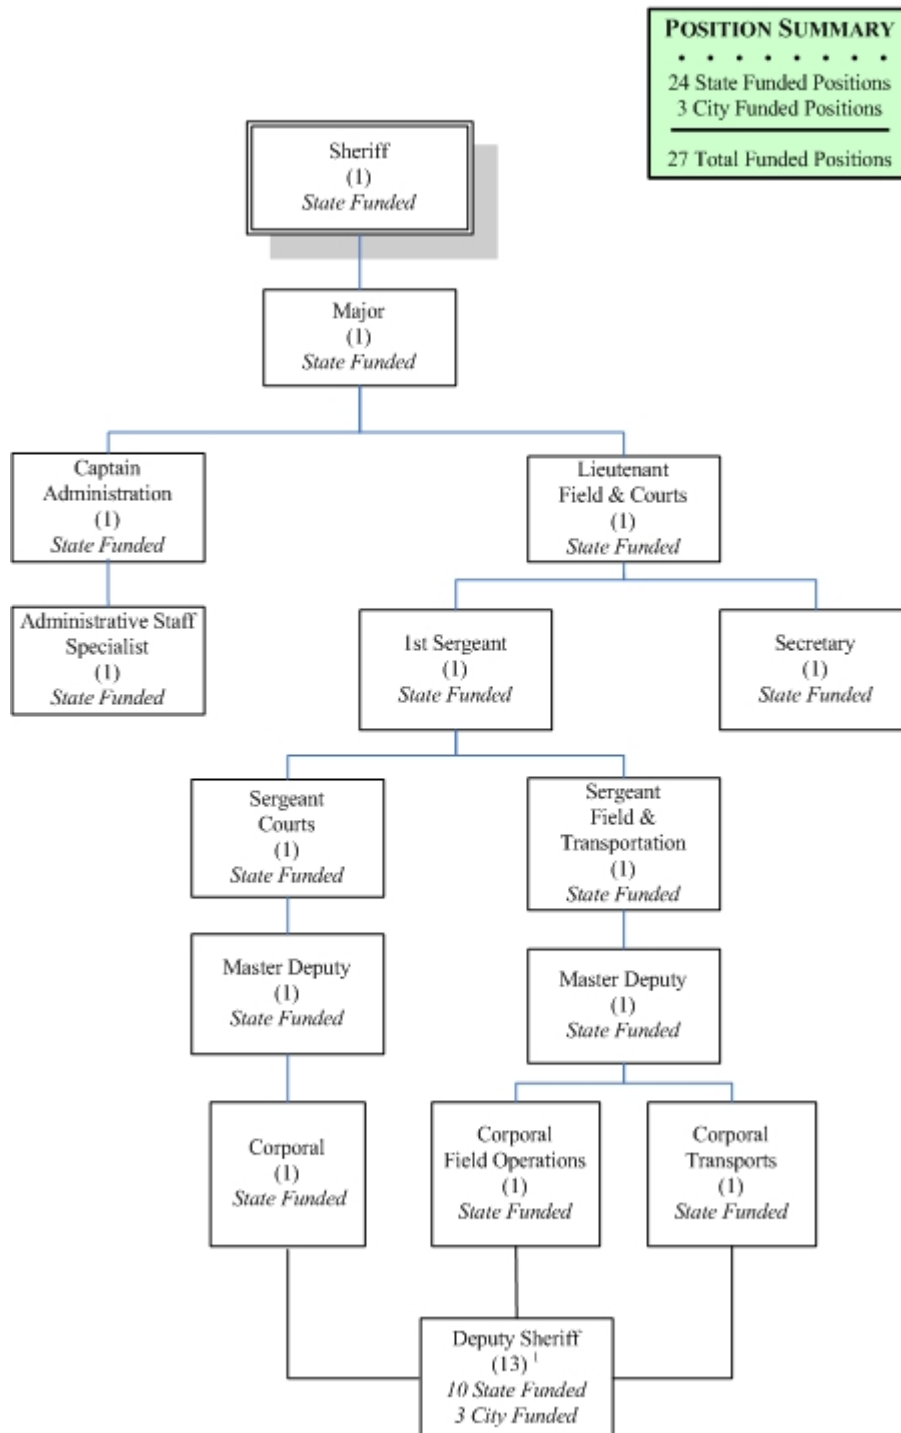 POSITION SUMMARY
• • • • • • • •
24 State Funded Positions
3 City Funded Positions
27 Total Funded Positions
Sheriff
(1)
State Funded
Major
(1)
State Funded
Captain
Administration
(1)
State Funded
Lieutenant
Field & Courts
(1)
State Funded
Administrative Staff
Specialist
(1)
State Funded
1st Sergeant
(1)
State Funded
Secretary
(1)
State Funded
Sergeant
Courts
(1)
State Funded
Sergeant
Field &
Transportation
(1)
State Funded
Master Deputy
(1)
State Funded
Master Deputy
(1)
State Funded
Corporal
(1)
State Funded
Corporal
Field Operations
(1)
State Funded
Corporal
Transports
(1)
State Funded
Deputy Sheriff
(13) 1
10 State Funded
3 City Funded